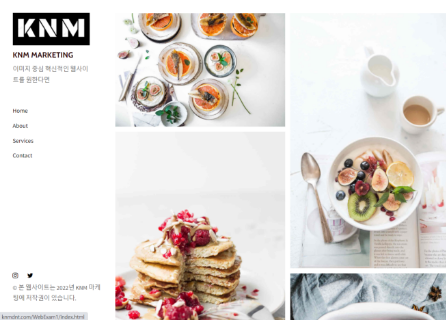 KNM
KNM MARKETING
이미지 중심 혁신적인 웹사이
트를 원한다면
Home
About
Services
Contact
© 본 웹사이트는 2022년 KNM 마케
팅에 저작권이 있습니다.
knmdnt.com/WebExam1/index.html